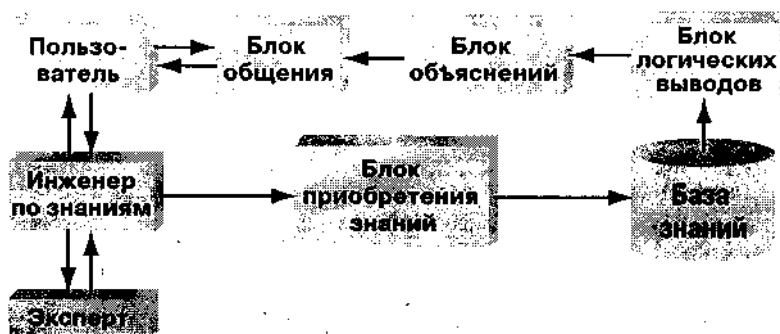 Пользо-
ватель
Блок
общения
Блок
объяснений
Блок
логических
выводов
Инженер
по знаниям
Блок
приобретения
знаний
База
знаний
Эксперт